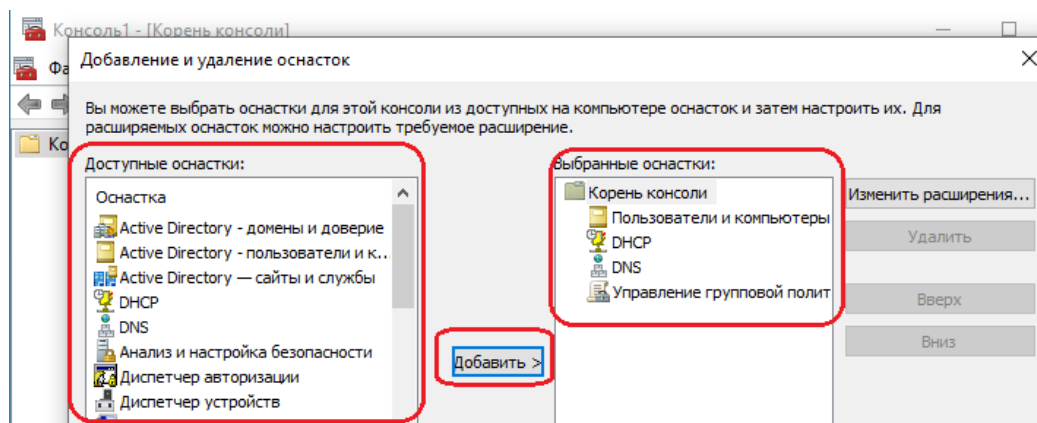 Консоль1 - [Корень консоли]
Фа
Добавление и удаление оснасток
Вы можете выбрать оснастки для этой консоли из доступных на компьютере оснасток и затем настроить их. Для
расширяемых оснасток можно настроить требуемое расширение.
Ко
Доступные оснастки:
Оснастка
Active Directory - домены и доверие
Active Directory - пользователи и к...
Active Directory — сайты и службы
DHCP
DNS
Анализ и настройка безопасности
Диспетчер авторизации
Диспетчер устройств
Добавить >
Выбранные оснастки:
Корень консоли
Пользователи и компьютеры
DHCP
DNS
Управление групповой полит
Изменить расширения...
Удалить
Вверх
Вниз